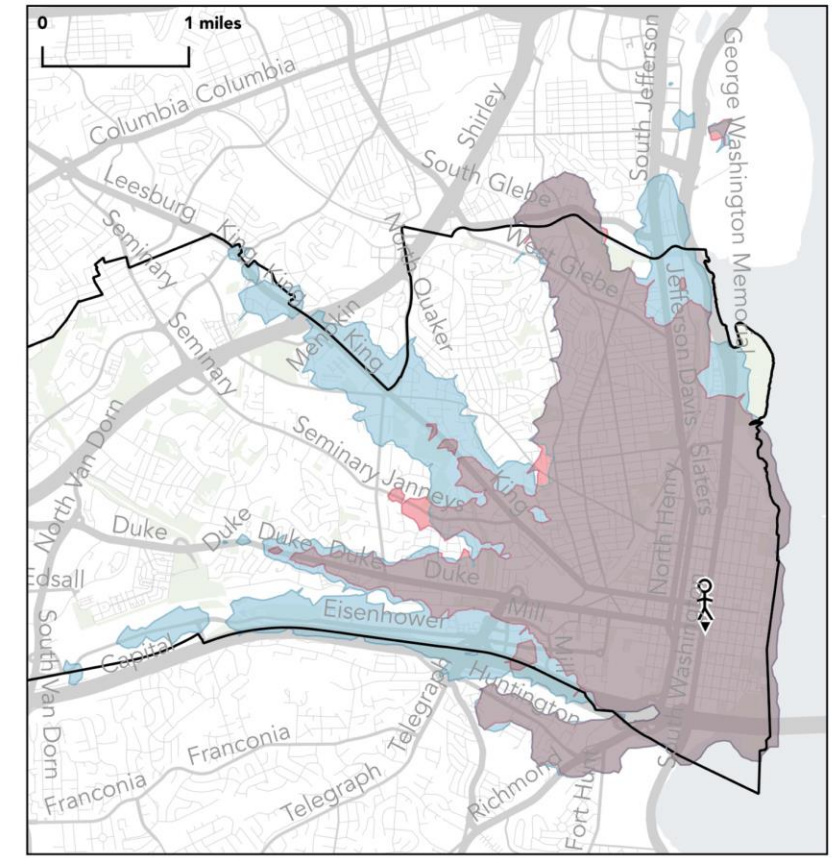 0 1 miles
Columbia Columbia
South Jefferson
George Washington Memorial
Shirley
South Glebe
Leesburg
Seminary
King
King
North Quaker
West Glebe
Jefferson Davis
Menokin
King
Seminary
North Van Dorn
Seminary Janneys
King
Slaters
North Henry
Duke
Duke
Duke
Duke
Duke
Edsall
Eisenhower
Mill
Mill
South Washin
Capital
South Van Dorn
Huntington
Telegraph
Franconia
Franconia
Telegraph
Richmond
Fort Hunt